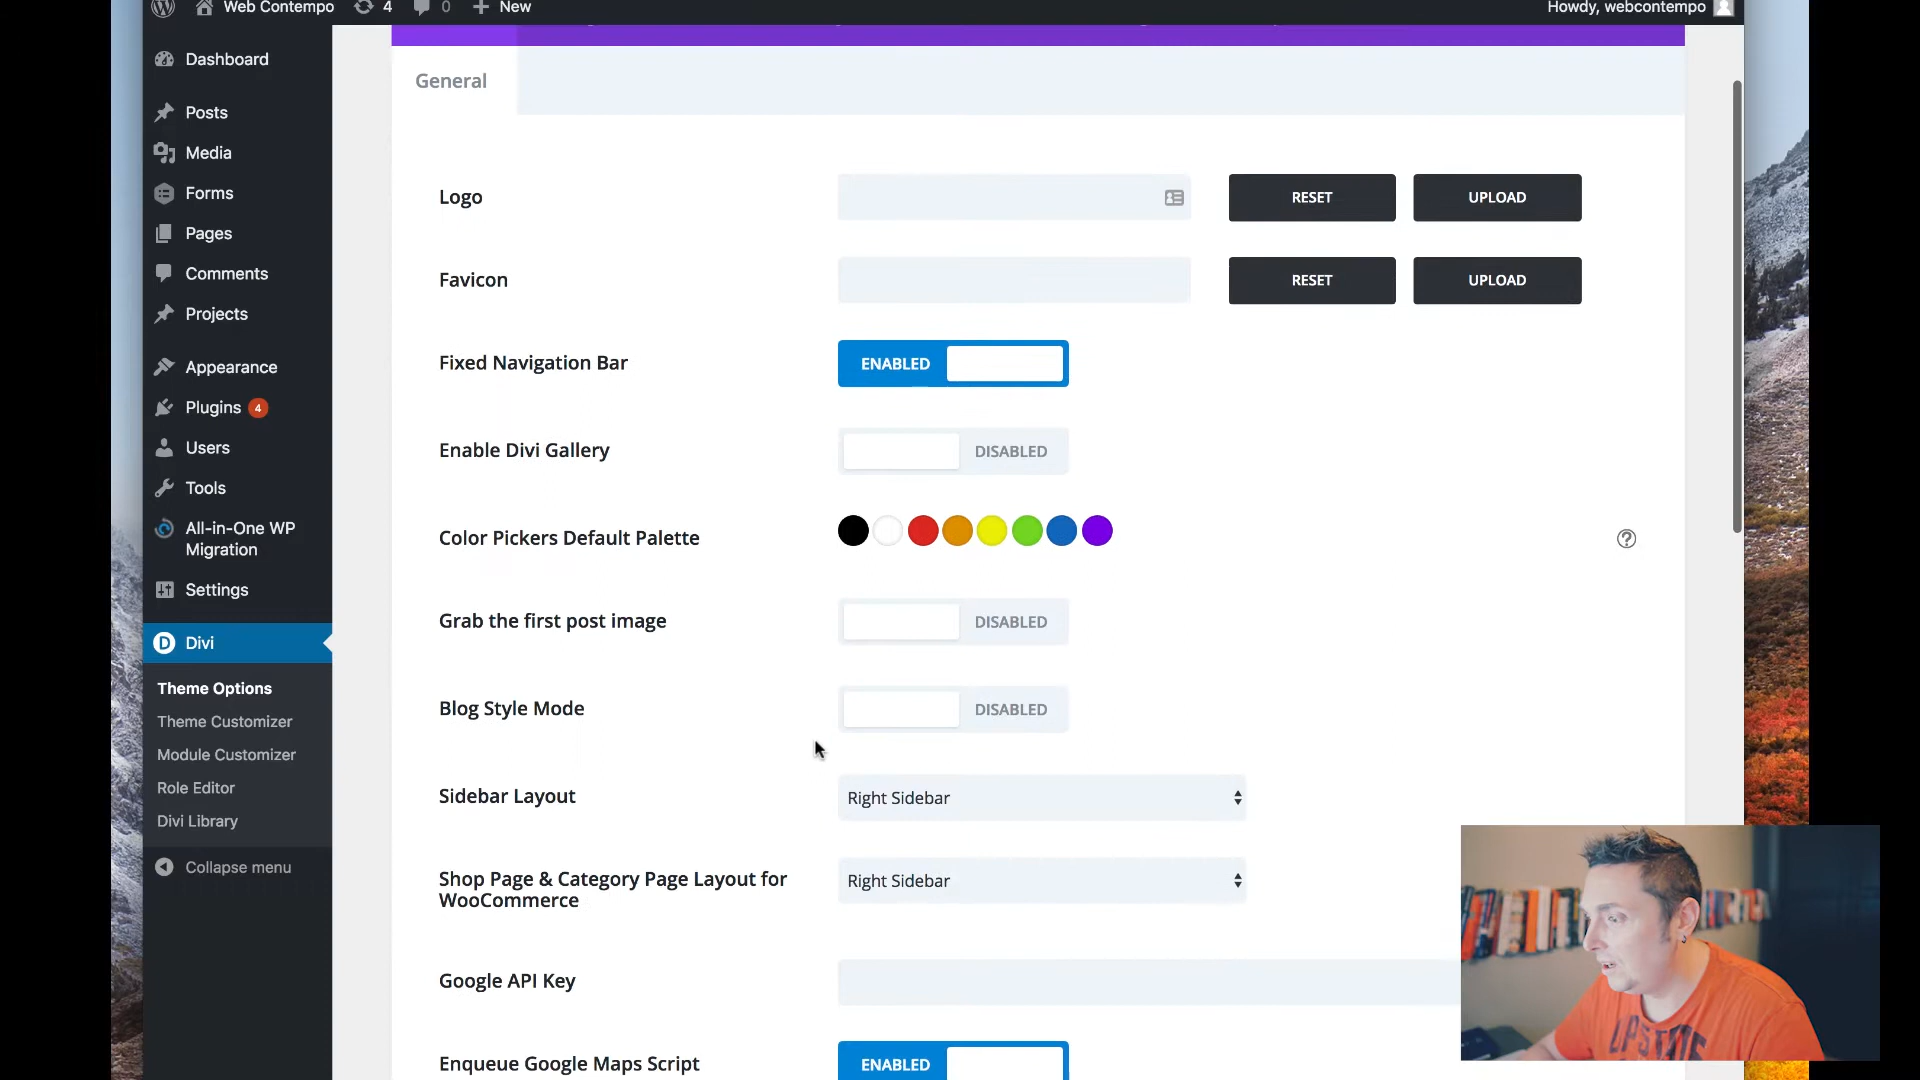 Web Contempo
4
0
New
Howdy, webcontempo
Dashboard
Posts
Media
Forms
Pages
Comments
Projects
Appearance
Plugins 4
Users
Tools
All-in-One WP
Migration
Settings
Divi
Theme Options
Theme Customizer
Module Customizer
Role Editor
Divi Library
Collapse menu
General
Logo
RESET
UPLOAD
Favicon
RESET
UPLOAD
Fixed Navigation Bar
ENABLED
Enable Divi Gallery
DISABLED
Color Pickers Default Palette
Grab the first post image
DISABLED
Blog Style Mode
DISABLED
Sidebar Layout
Right Sidebar
Shop Page & Category Page Layout for
WooCommerce
Right Sidebar
Google API Key
Enqueue Google Maps Script
ENABLED